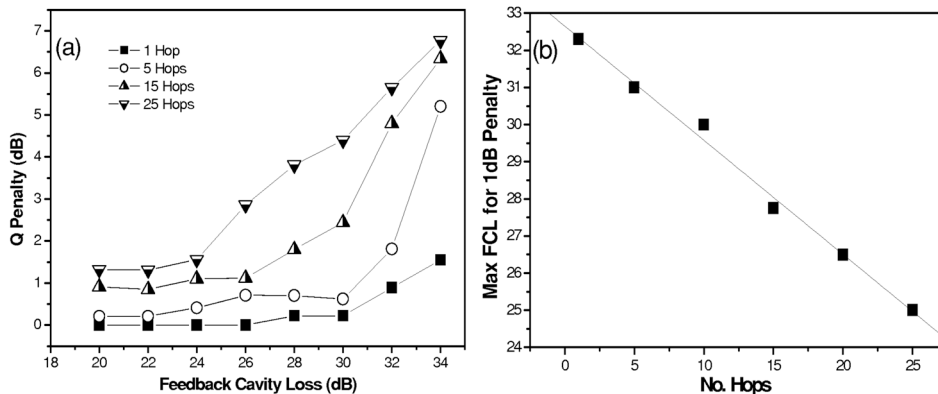 (a)
1 Hop
5 Hops
15 Hops
25 Hops
7
6
5
4
3
2
1
0
Q Penalty (dB)
18 20 22 24 26 28 30 32 34
Feedback Cavity Loss (dB)
(b)
33
32
31
30
29
28
27
26
25
24
Max FCL for 1dB Penalty
0 5 10 15 20 25
No. Hops